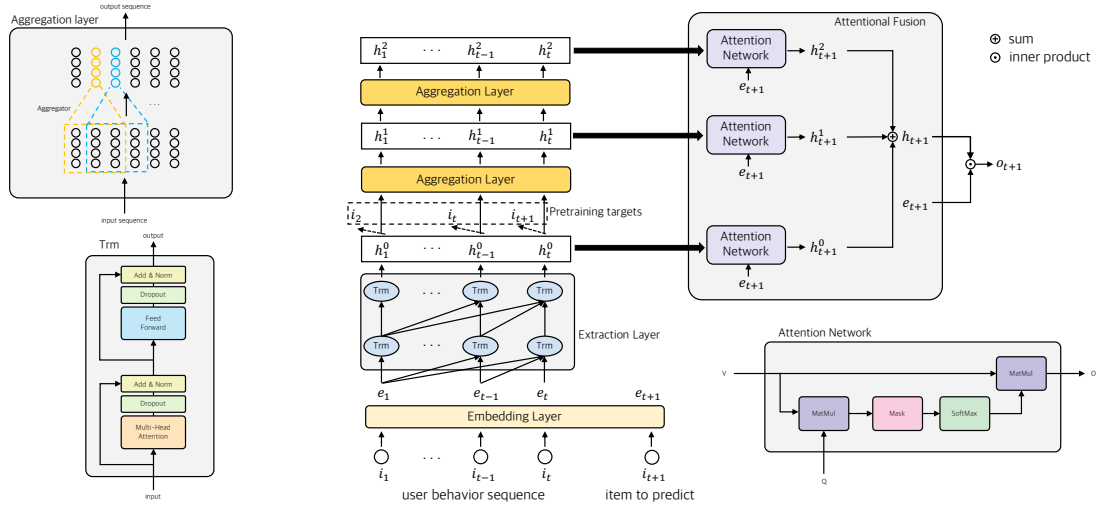 output sequence
Aggregation layer
Aggregator
. . .
input sequence
Trm
output
Add & Norm
Dropout
Feed
Forward
Add & Norm
Dropout
Multi-Head
Attention
input
h_1^2 · · · h_{t-1}^2 h_t^2
Aggregation Layer
h_1^1 · · · h_{t-1}^1 h_t^1
Aggregation Layer
i_2 i_t i_{t+1} Pretraining targets
h_1^0 · · · h_{t-1}^0 h_t^0
Trm · · · Trm Trm
Extraction Layer
Trm · · · Trm Trm
e_1 e_{t-1} e_t e_{t+1}
Embedding Layer
i_1 · · · i_{t-1} i_t i_{t+1}
user behavior sequence item to predict
Attentional Fusion
Attention
Network
h_{t+1}^2
e_{t+1}
Attention
Network
h_{t+1}^1
e_{t+1}
Attention
Network
h_{t+1}^0
e_{t+1}
h_{t+1}
e_{t+1}
o_{t+1}
⊕ sum
⊙ inner product
Attention Network
V
MatMul
Mask
SoftMax
MatMul
O
Q